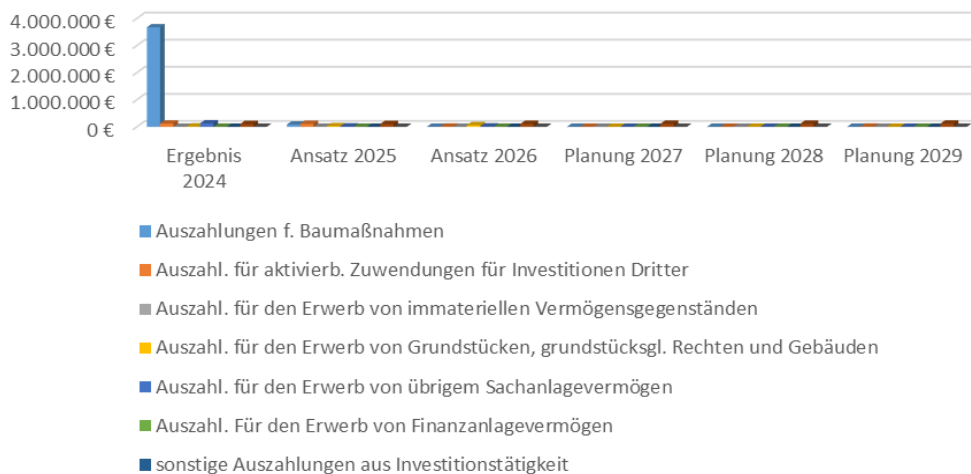 4.000.000 €
3.000.000 €
2.000.000 €
1.000.000 €
0 €
Ergebnis 2024
Ansatz 2025
Ansatz 2026
Planung 2027
Planung 2028
Planung 2029
Auszahlungen f. Baumaßnahmen
Auszahl. für aktivierb. Zuwendungen für Investitionen Dritter
Auszahl. für den Erwerb von immateriellen Vermögensgegenständen
Auszahl. für den Erwerb von Grundstücken, grundstücksgl. Rechten und Gebäuden
Auszahl. für den Erwerb von übrigem Sachanlagevermögen
Auszahl. Für den Erwerb von Finanzanlagevermögen
sonstige Auszahlungen aus Investitionstätigkeit